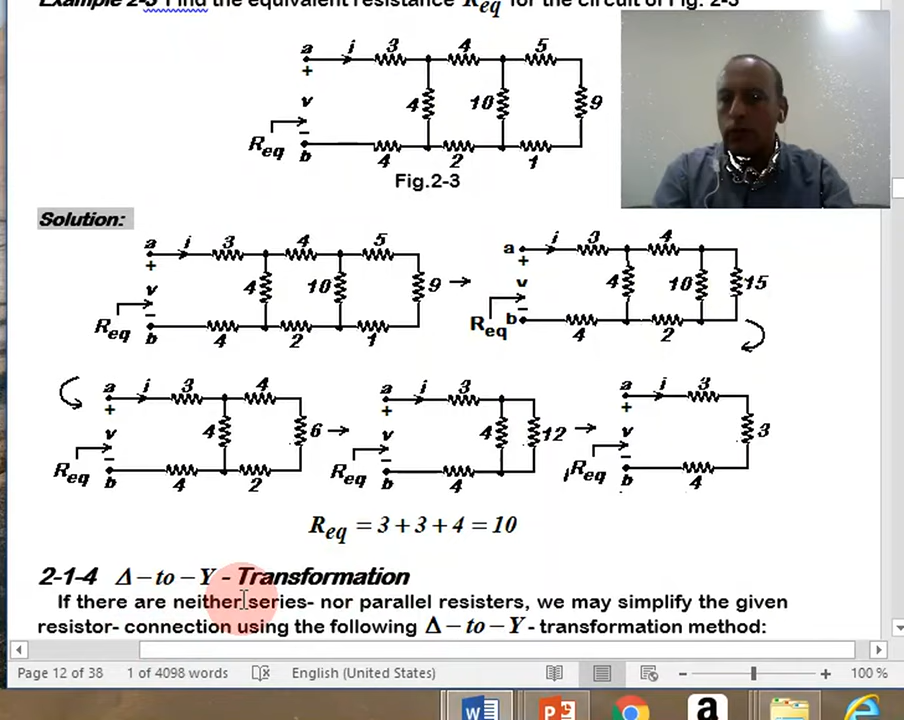 Example 2-3 Find the equivalent resistance Req for the circuit of Fig. 2-3
a i 3 4 5
+
v 4 10 9
Req − b 4 2 1
Fig.2-3
Solution:
a i 3 4 5
+
v 4 10 9 →
Req − b 4 2 1
a i 3 4
+
v 4 10 15
Req − b 4 2
a i 3 4
+
v 4 6 →
Req − b 4 2
a i 3
+
v 4 12 →
Req − b 4
a i 3
+
v 3
Req − b 4
Req = 3 + 3 + 4 = 10
2-1-4 Δ − to − Y - Transformation
If there are neither series- nor parallel resisters, we may simplify the given
resistor- connection using the following Δ − to − Y - transformation method:
Page 12 of 38 1 of 4098 words English (United States) 100 %
W P a